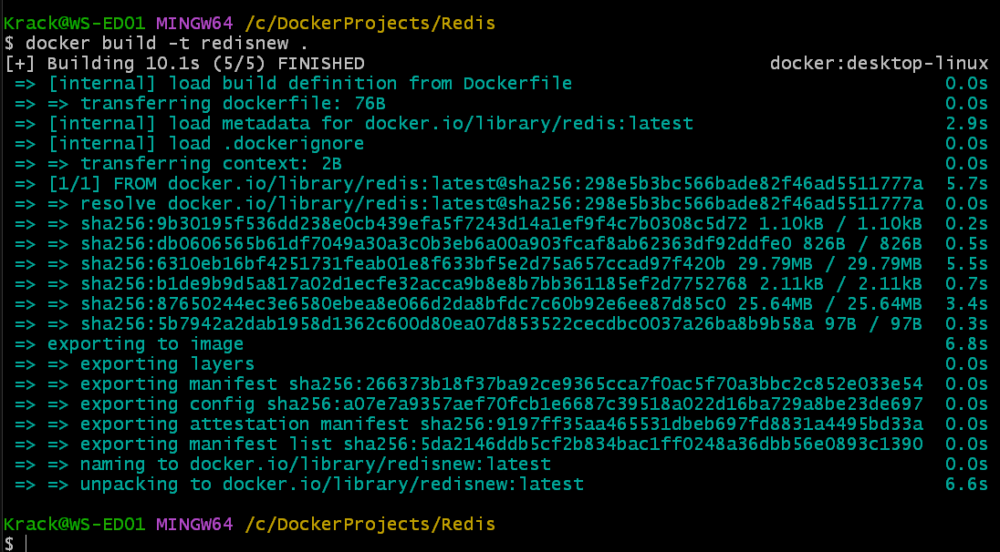 Krack@WS-ED01 MINGW64 /c/DockerProjects/Redis
$ docker build -t redisnew .
[+] Building 10.1s (5/5) FINISHED docker:desktop-linux
=> [internal] load build definition from Dockerfile 0.0s
=> => transferring dockerfile: 76B 0.0s
=> [internal] load metadata for docker.io/library/redis:latest 2.9s
=> [internal] load .dockerignore 0.0s
=> => transferring context: 2B 0.0s
=> [1/1] FROM docker.io/library/redis:latest@sha256:298e5b3bc566bade82f46ad5511777a 5.7s
=> => resolve docker.io/library/redis:latest@sha256:298e5b3bc566bade82f46ad5511777a 0.0s
=> => sha256:9b30195f536dd238e0cb439efa5f7243d14a1ef9f4c7b0308c5d72 1.10kB / 1.10kB 0.2s
=> => sha256:db0606565b61df7049a30a3c0b3eb6a00a903fcaf8ab62363df92ddfe0 826B / 826B 0.5s
=> => sha256:6310eb16bf4251731feab01e8f633bf5e2d75a657ccad97f420b 29.79MB / 29.79MB 5.5s
=> => sha256:b1de9b9d5a817a02d1ecfe32acca9b8e8b7bb361185ef2d7752768 2.11kB / 2.11kB 0.7s
=> => sha256:87650244ec3e6580ebea8e066d2da8bfdc7c60b92e6ee87d85c0 25.64MB / 25.64MB 3.4s
=> => sha256:5b7942a2dab1958d1362c600d80ea07d853522cecdbc0037a26ba8b9b58a 97B / 97B 0.3s
=> exporting to image 6.8s
=> => exporting layers 0.0s
=> => exporting manifest sha256:266373b18f37ba92ce9365cca7f0ac5f70a3bbc2c852e033e54 0.0s
=> => exporting config sha256:a07e7a9357aef70fcb1e6687c39518a022d16ba729a8be23de697 0.0s
=> => exporting attestation manifest sha256:9197ff35aa465531dbeb697fd8831a4495bd33a 0.0s
=> => exporting manifest list sha256:5da2146ddb5cf2b834bac1ff0248a36dbb56e0893c1390 0.0s
=> => naming to docker.io/library/redisnew:latest 0.0s
=> => unpacking to docker.io/library/redisnew:latest 6.6s
Krack@WS-ED01 MINGW64 /c/DockerProjects/Redis
$